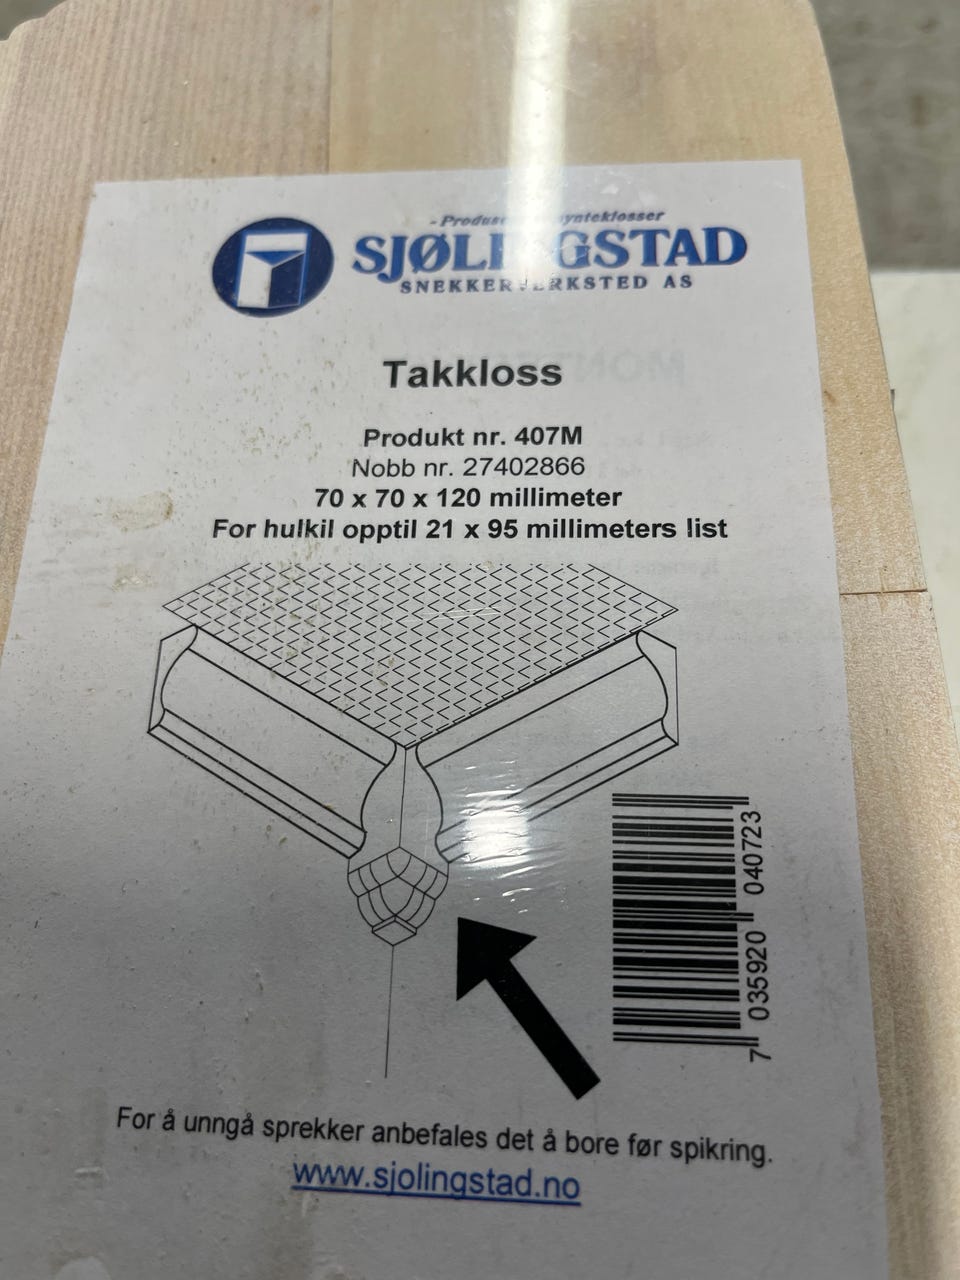 SJØLINGSTAD
SNEKKERVERKSTED AS
Takkloss
Produkt nr. 407M
Nobb nr. 27402866
70 x 70 x 120 millimeter
For hulkil opptil 21 x 95 millimeters list
7 035920 040723
For å unngå sprekker anbefales det å bore før spikring.
www.sjolingstad.no